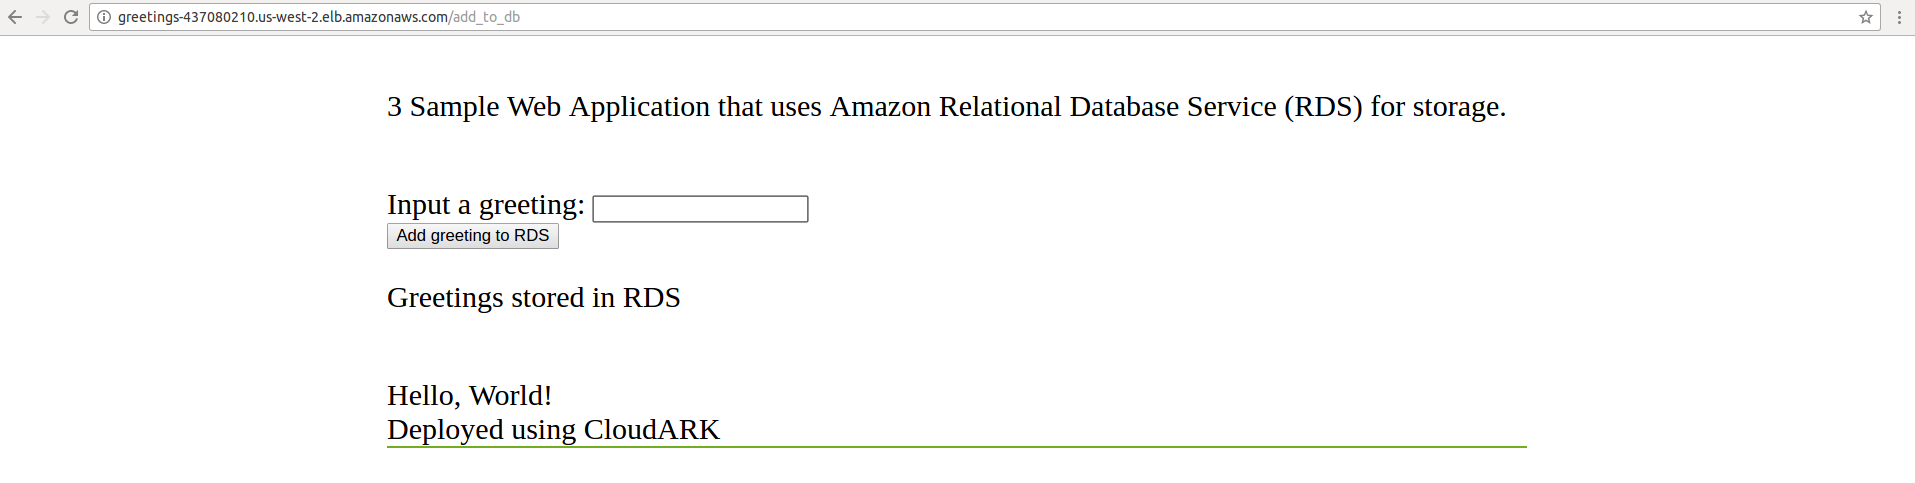 greetings-437080210.us-west-2.elb.amazonaws.com/add_to_db
3 Sample Web Application that uses Amazon Relational Database Service (RDS) for storage.
Input a greeting:
Add greeting to RDS
Greetings stored in RDS
Hello, World!
Deployed using CloudARK